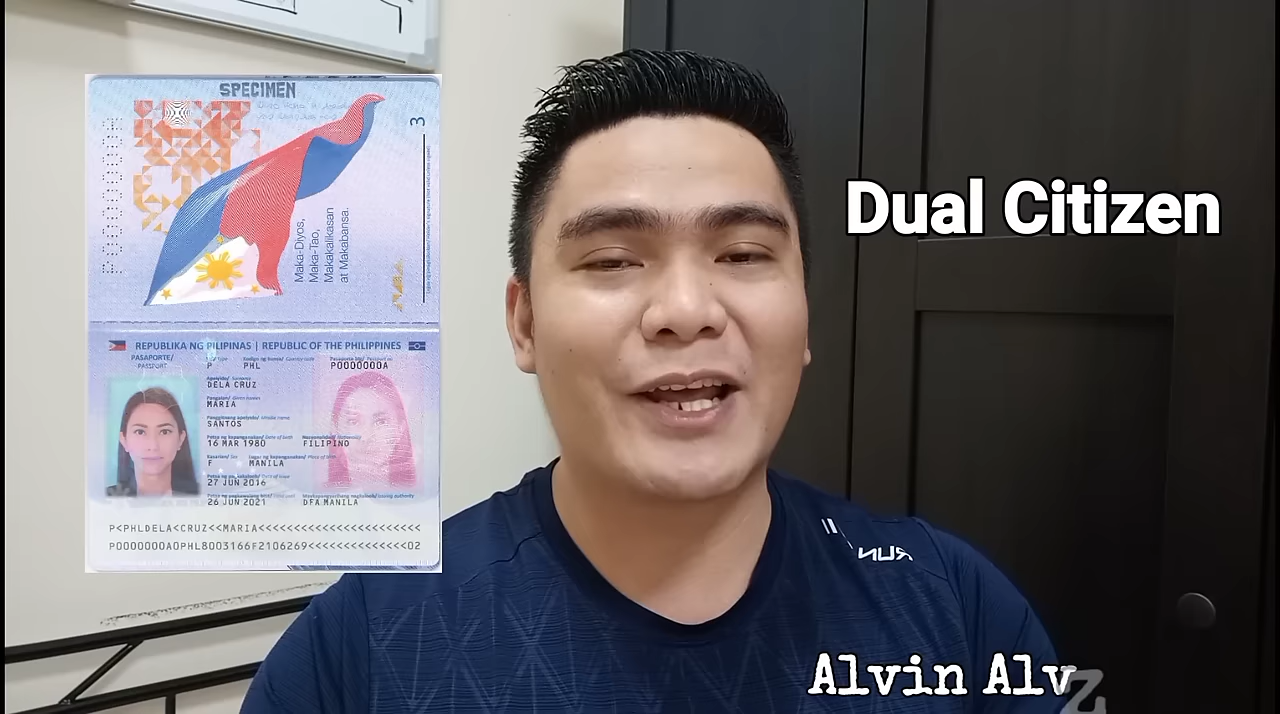 SPECIMEN
3
Maka-Diyos,
Maka-Tao,
Makakalikasan
at Makabansa.
REPUBLIKA NG PILIPINAS | REPUBLIC OF THE PHILIPPINES
PASAPORTE/
PASSPORT
P PHL P0000000A
DELA CRUZ
MARIA
SANTOS
16 MAR 1980 FILIPINO
F MANILA
27 JUN 2016
26 JUN 2021 DFA MANILA
P<PHLDELA<CRUZ<<MARIA<<<<<<<<<<<<<<<<<<<<<<<
P0000000A0PHL8003166F2106269<<<<<<<<<<<<<<02
Dual Citizen
RUN
Alvin Alv